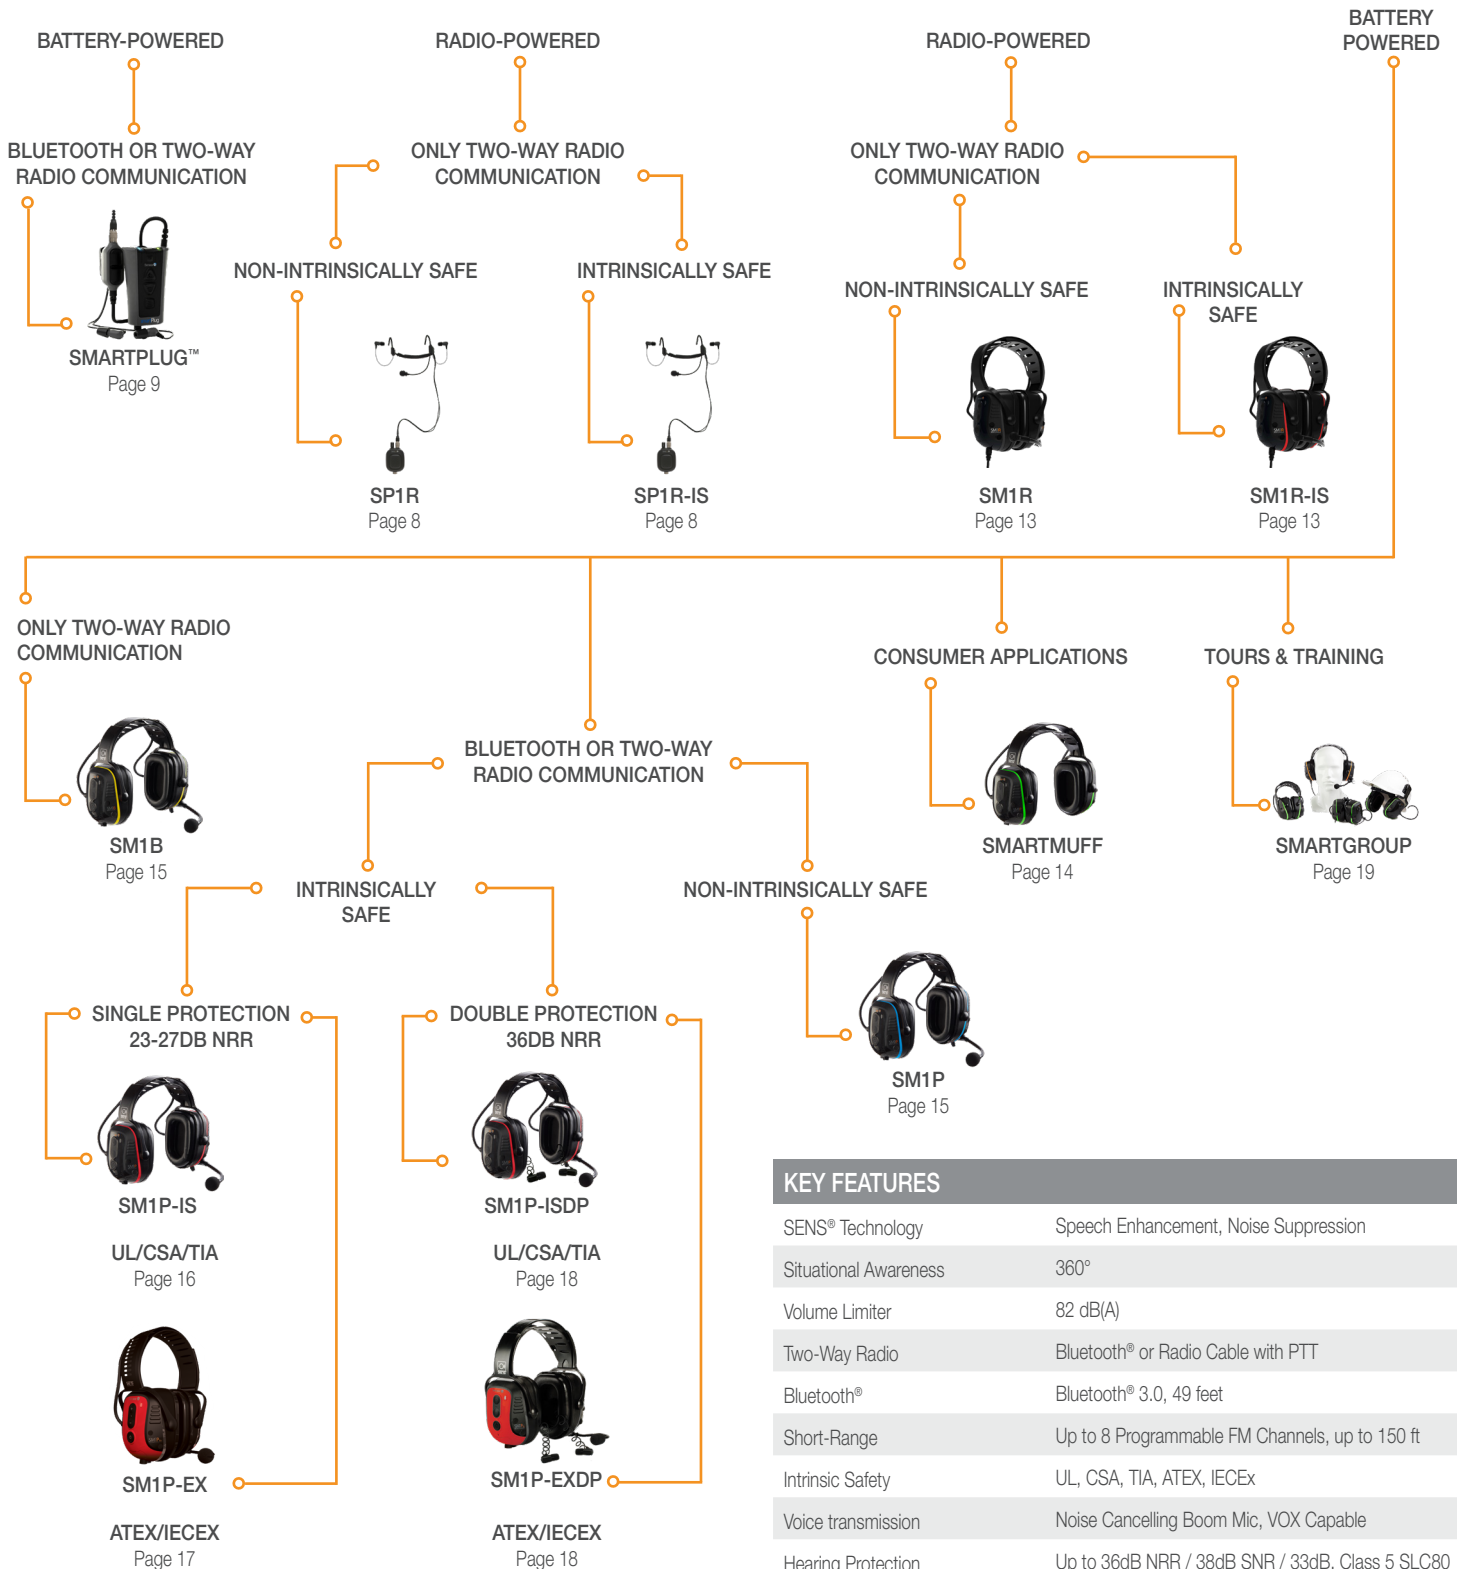 BATTERY-POWERED
RADIO-POWERED
RADIO-POWERED
BATTERY
POWERED
BLUETOOTH OR TWO-WAY
RADIO COMMUNICATION
ONLY TWO-WAY RADIO
COMMUNICATION
ONLY TWO-WAY RADIO
COMMUNICATION
NON-INTRINSICALLY SAFE
INTRINSICALLY SAFE
NON-INTRINSICALLY SAFE
INTRINSICALLY
SAFE
SMARTPLUG™
Page 9
SP1R
Page 8
SP1R-IS
Page 8
SM1R
Page 13
SM1R-IS
Page 13
ONLY TWO-WAY RADIO
COMMUNICATION
CONSUMER APPLICATIONS
TOURS & TRAINING
BLUETOOTH OR TWO-WAY
RADIO COMMUNICATION
SM1B
Page 15
SMARTMUFF
Page 14
SMARTGROUP
Page 19
INTRINSICALLY
SAFE
NON-INTRINSICALLY SAFE
SINGLE PROTECTION
23-27DB NRR
DOUBLE PROTECTION
36DB NRR
SM1P
Page 15
SM1P-IS
UL/CSA/TIA
Page 16
SM1P-ISDP
UL/CSA/TIA
Page 18
SM1P-EX
ATEX/IECEX
Page 17
SM1P-EXDP
ATEX/IECEX
Page 18
KEY FEATURES
SENS® Technology Speech Enhancement, Noise Suppression
Situational Awareness 360°
Volume Limiter 82 dB(A)
Two-Way Radio Bluetooth® or Radio Cable with PTT
Bluetooth® Bluetooth® 3.0, 49 feet
Short-Range Up to 8 Programmable FM Channels, up to 150 ft
Intrinsic Safety UL, CSA, TIA, ATEX, IECEx
Voice transmission Noise Cancelling Boom Mic, VOX Capable
Hearing Protection Up to 36dB NRR / 38dB SNR / 33dB, Class 5 SLC80